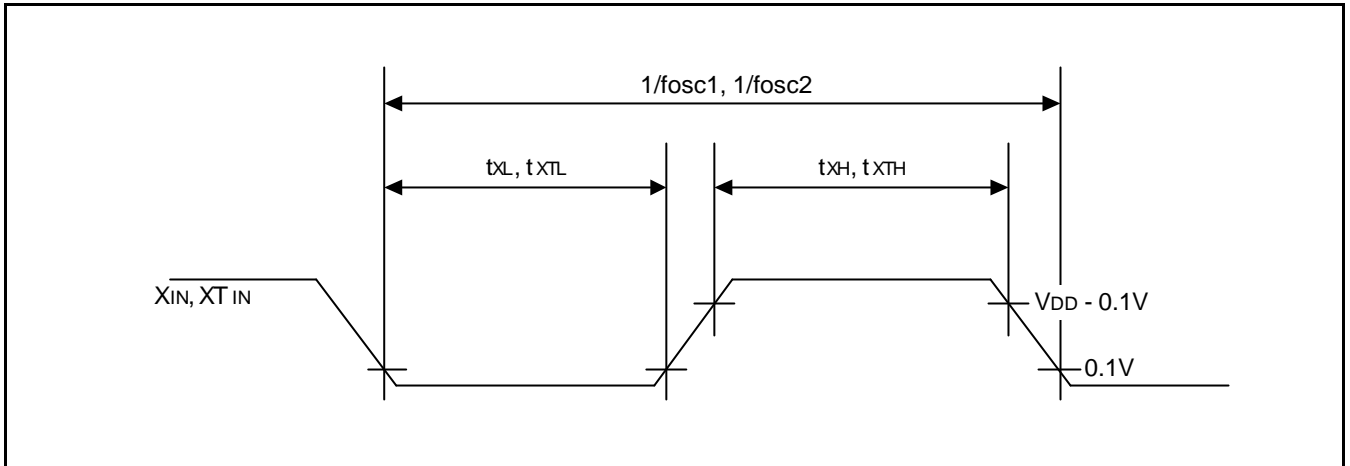 1/fosc1, 1/fosc2
tXL, tXTL
tXH, tXTH
XIN, XTIN
VDD - 0.1V
0.1V